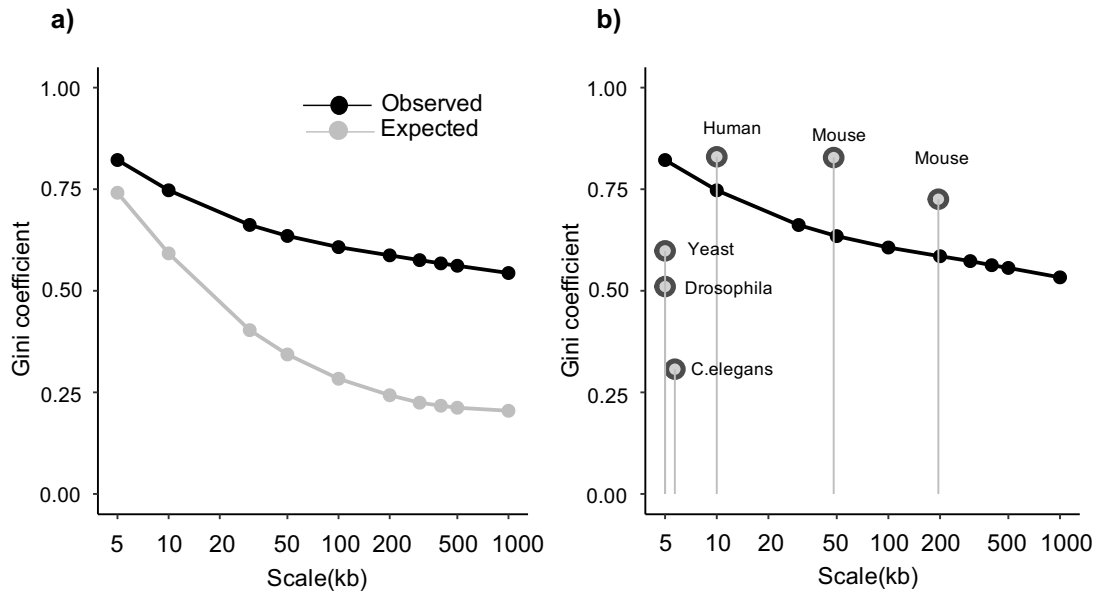 a)
Gini coefficient
1.00
0.75
0.50
0.25
0.00
Observed
Expected
5 10 20 50 100 200 500 1000
Scale(kb)
b)
Gini coefficient
1.00
0.75
0.50
0.25
0.00
Human
Mouse
Mouse
Yeast
Drosophila
C.elegans
5 10 20 50 100 200 500 1000
Scale(kb)